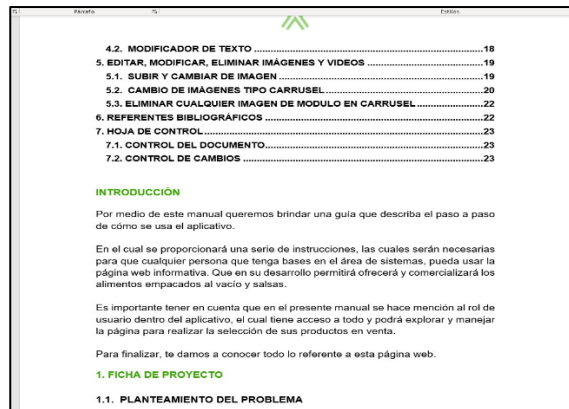 Párrafo Estilos
4.2. MODIFICADOR DE TEXTO ........................................................18
5. EDITAR, MODIFICAR, ELIMINAR IMÁGENES Y VIDEOS ............................19
5.1. SUBIR Y CAMBIAR DE IMAGEN ..................................................19
5.2. CAMBIO DE IMÁGENES TIPO CARRUSEL .......................................20
5.3. ELIMINAR CUALQUIER IMAGEN DE MODULO EN CARRUSEL ................22
6. REFERENTES BIBLIOGRÁFICOS .....................................................22
7. HOJA DE CONTROL....................................................................23
7.1. CONTROL DEL DOCUMENTO.....................................................23
7.2. CONTROL DE CAMBIOS ...........................................................23
INTRODUCCIÓN
Por medio de este manual queremos brindar una guía que describa el paso a paso
de cómo se usa el aplicativo.
En el cual se proporcionará una serie de instrucciones, las cuales serán necesarias
para que cualquier persona que tenga bases en el área de sistemas, pueda usar la
página web informativa. Que en su desarrollo permitirá ofrecerá y comercializará los
alimentos empacados al vacío y salsas.
Es importante tener en cuenta que en el presente manual se hace mención al rol de
usuario dentro del aplicativo, el cual tiene acceso a todo y podrá explorar y manejar
la página para realizar la selección de sus productos en venta.
Para finalizar, te damos a conocer todo lo referente a esta página web.
1. FICHA DE PROYECTO
1.1. PLANTEAMIENTO DEL PROBLEMA